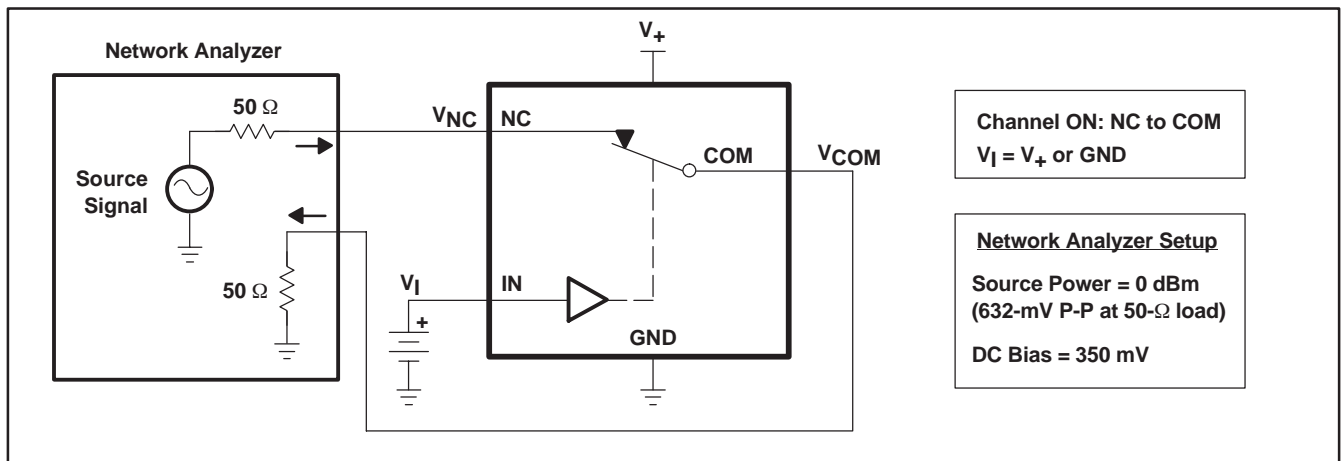 Network Analyzer
50 Ω
Source
Signal
50 Ω
V+
VNC
NC
COM
VCOM
VI
+
IN
GND
Channel ON: NC to COM
VI = V+ or GND
Network Analyzer Setup
Source Power = 0 dBm
(632-mV P-P at 50-Ω load)
DC Bias = 350 mV